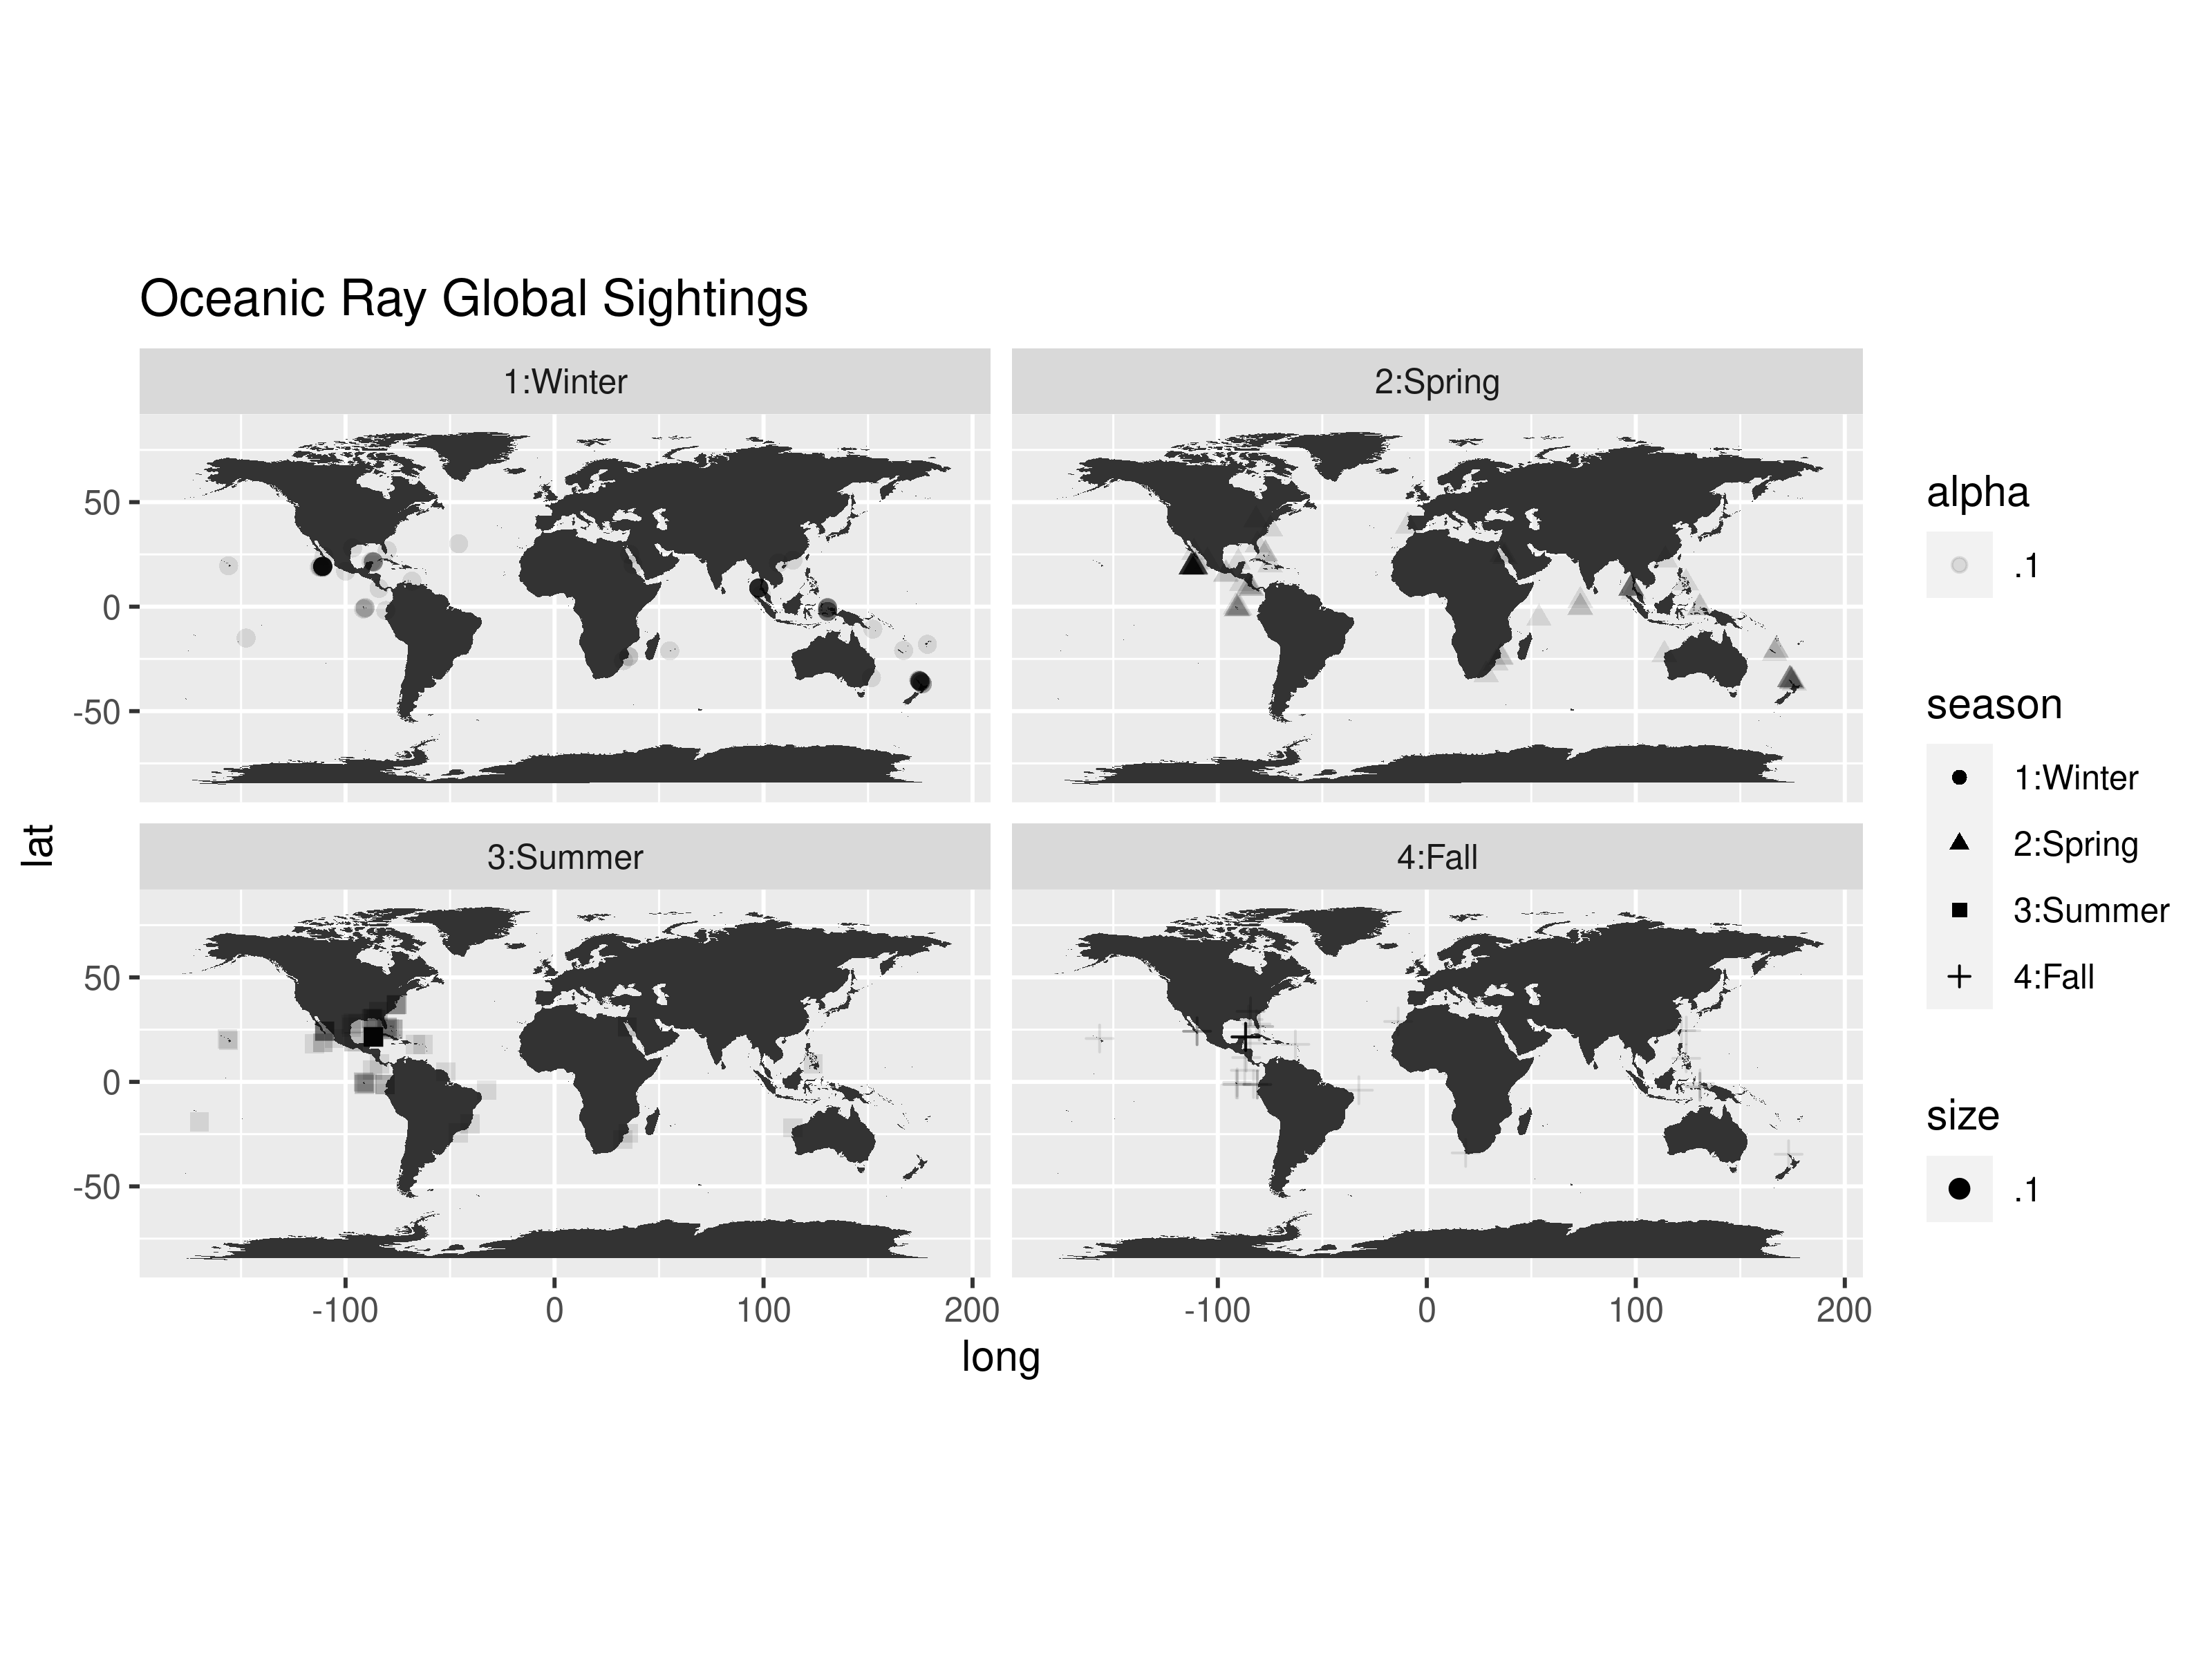 Oceanic Ray Global Sightings
1:Winter
2:Spring
50
0
-50
3:Summer
4:Fall
50
0
-50
-100
0
100
200
-100
0
100
200
long
lat
alpha
.1
season
1:Winter
2:Spring
3:Summer
4:Fall
size
.1